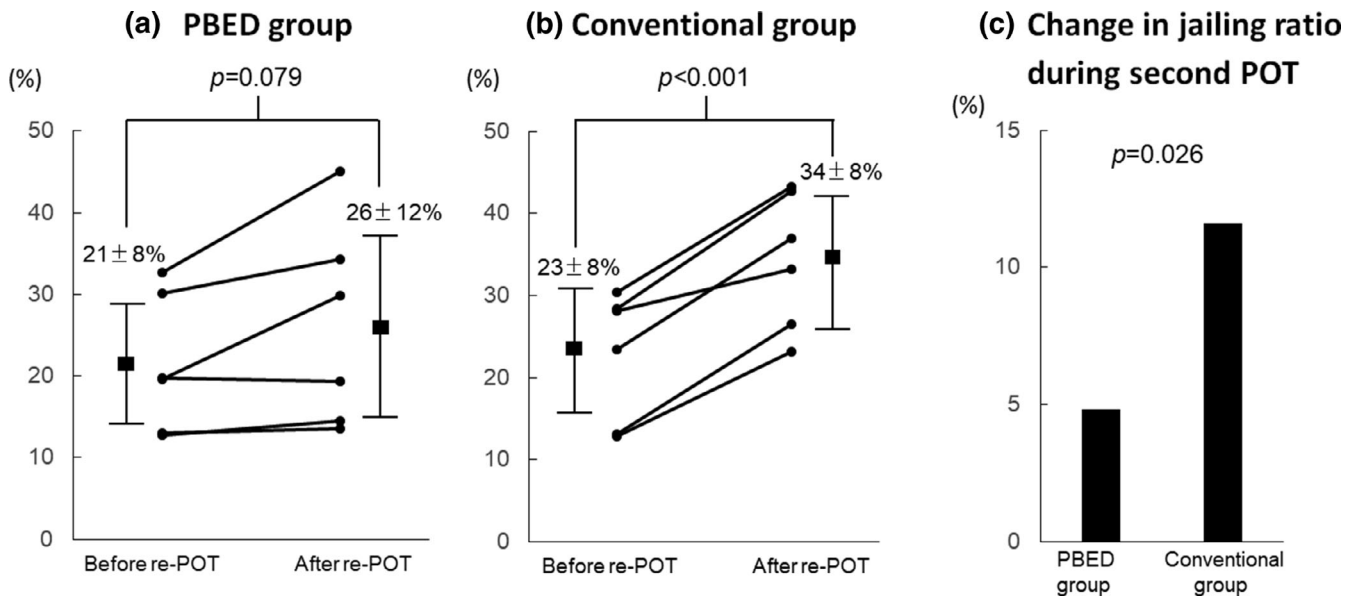 (a) PBED group
(%)
p=0.079
50
40
30
20
10
0
21±8%
26±12%
Before re-POT
After re-POT
(b) Conventional group
(%)
p<0.001
50
40
30
20
10
0
23±8%
34±8%
Before re-POT
After re-POT
(c) Change in jailing ratio
during second POT
(%)
p=0.026
15
10
5
0
PBED
group
Conventional
group